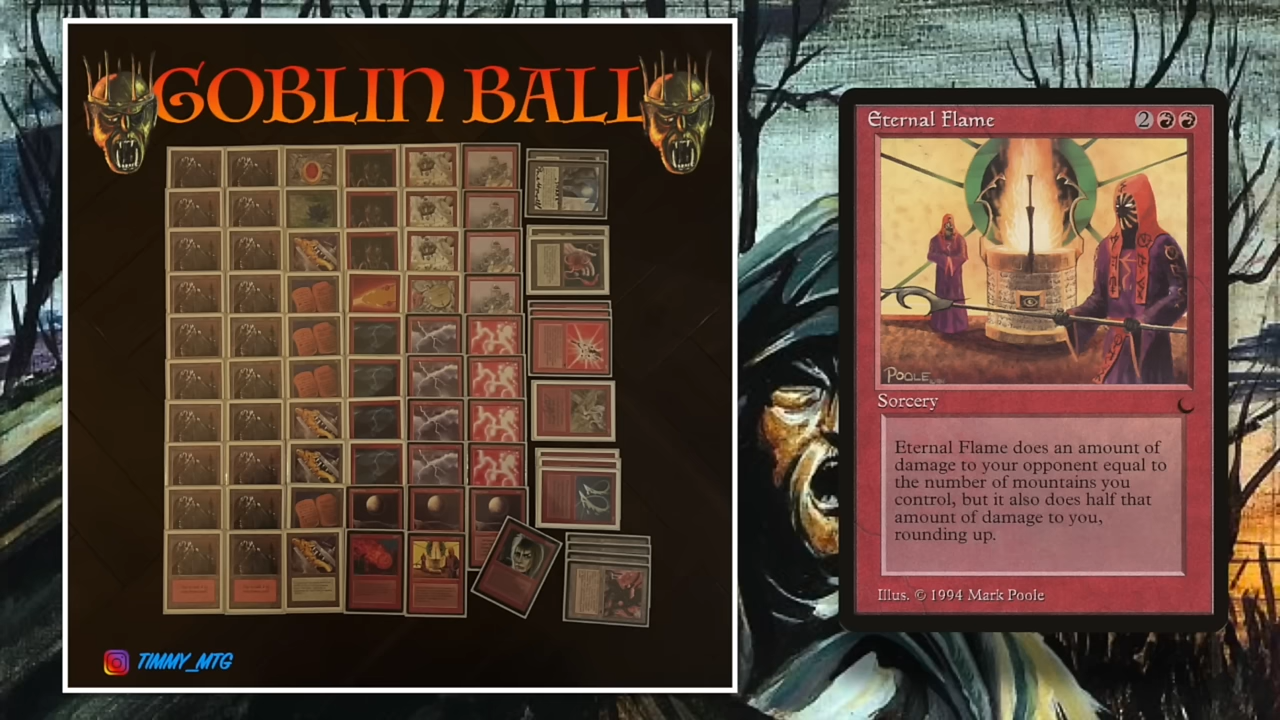 GOBLIN BALL
TIMMY_MTG
Eternal Flame
2
POOLE
Sorcery
Eternal Flame does an amount of
damage to your opponent equal to
the number of mountains you
control, but it also does half that
amount of damage to you,
rounding up.
Illus. © 1994 Mark Poole